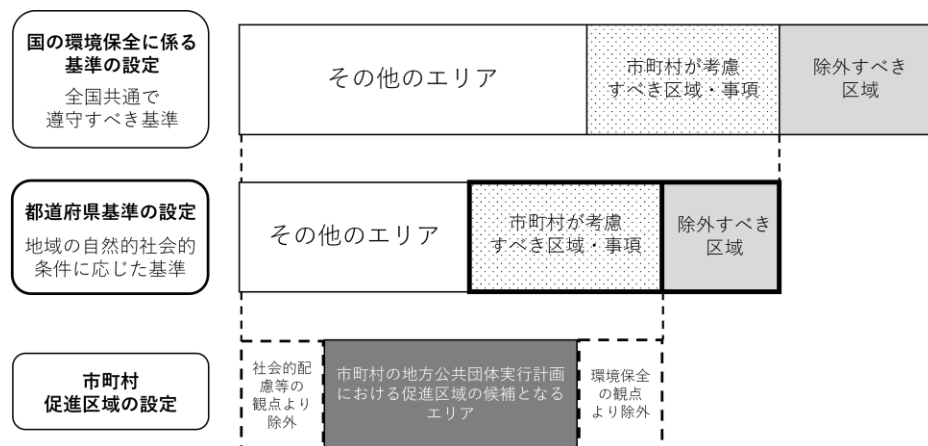 国の環境保全に係る
基準の設定
全国共通で
遵守すべき基準
その他のエリア
市町村が考慮
すべき区域・事項
除外すべき
区域
都道府県基準の設定
地域の自然的社会的
条件に応じた基準
その他のエリア
市町村が考慮
すべき区域・事項
除外すべき
区域
市町村
促進区域の設定
社会的配
慮等の
観点より
除外
市町村の地方公共団体実行計画
における促進区域の候補となる
エリア
環境保全
の観点
より除外